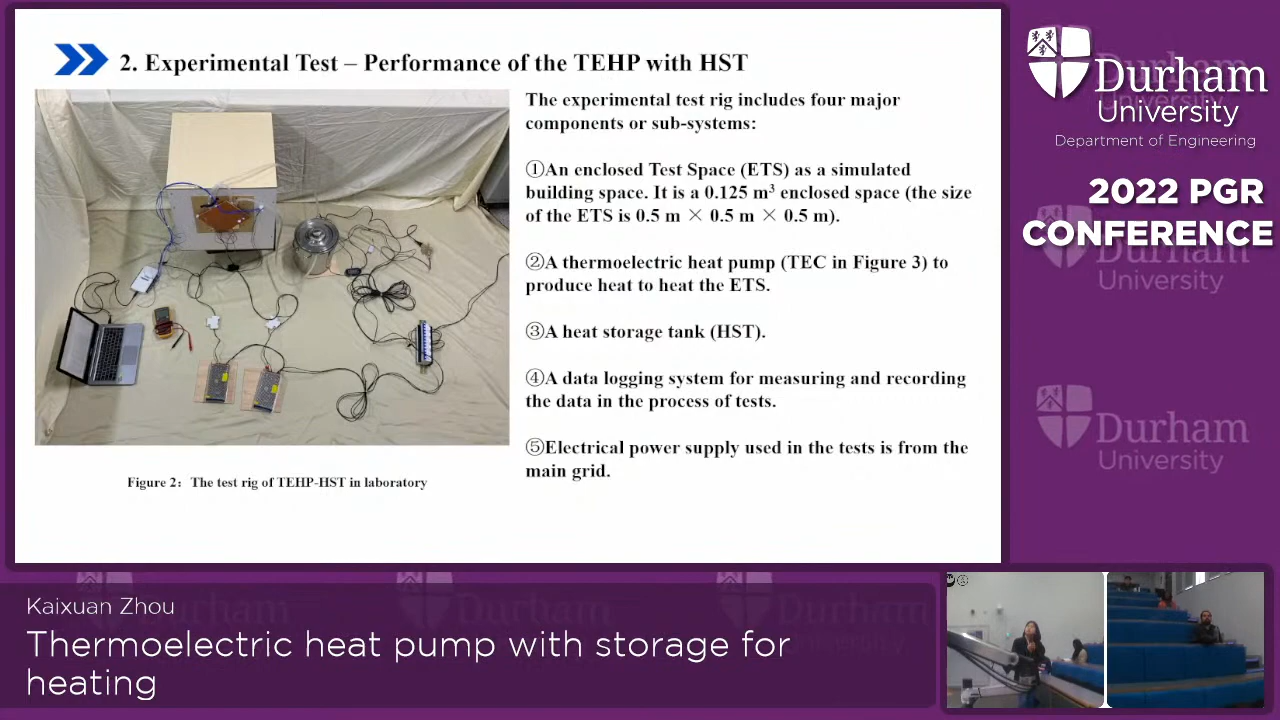 2. Experimental Test – Performance of the TEHP with HST
The experimental test rig includes four major
components or sub-systems:
①An enclosed Test Space (ETS) as a simulated
building space. It is a 0.125 m³ enclosed space (the size
of the ETS is 0.5 m × 0.5 m × 0.5 m).
②A thermoelectric heat pump (TEC in Figure 3) to
produce heat to heat the ETS.
③A heat storage tank (HST).
④A data logging system for measuring and recording
the data in the process of tests.
⑤Electrical power supply used in the tests is from the
main grid.
Figure 2：The test rig of TEHP-HST in laboratory
Durham
University
Department of Engineering
2022 PGR
CONFERENCE
Durham
University
Durham
University
Kaixuan Zhou
Thermoelectric heat pump with storage for
heating